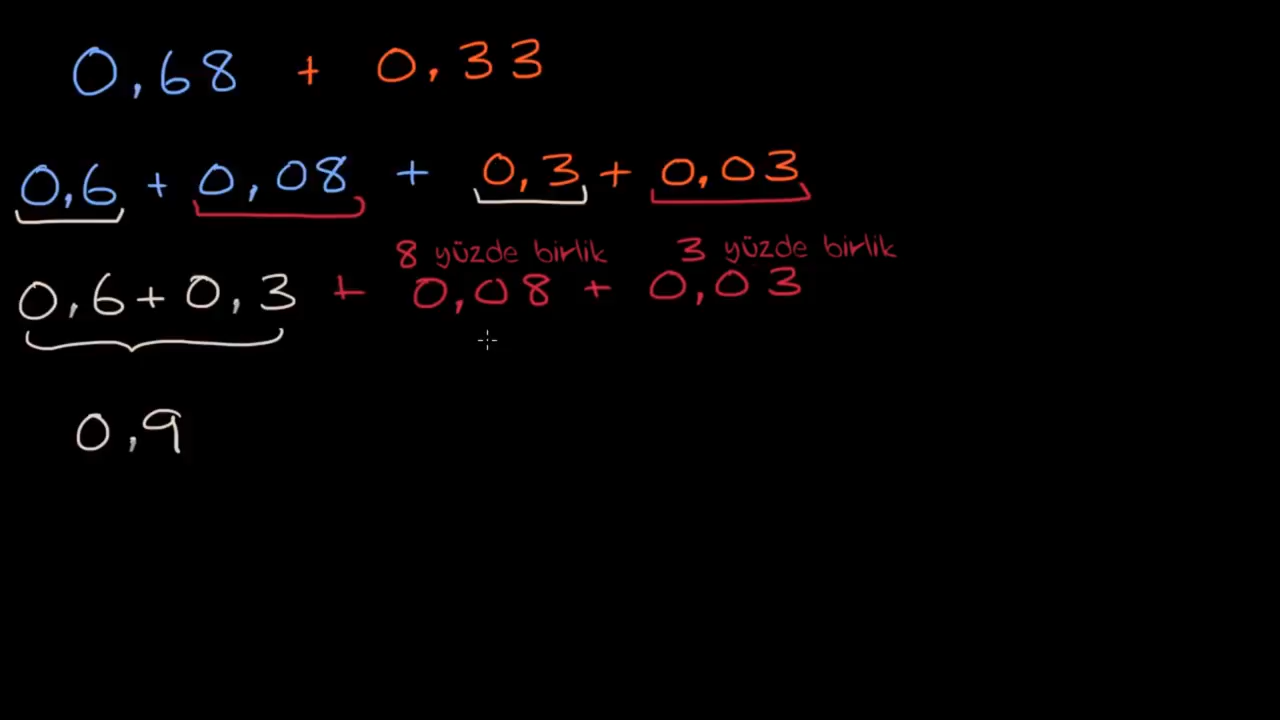 0,68 + 0,33
0,6 + 0,08 + 0,3 + 0,03
8 yüzde birlik 3 yüzde birlik
0,6 + 0,3 + 0,08 + 0,03
0,9